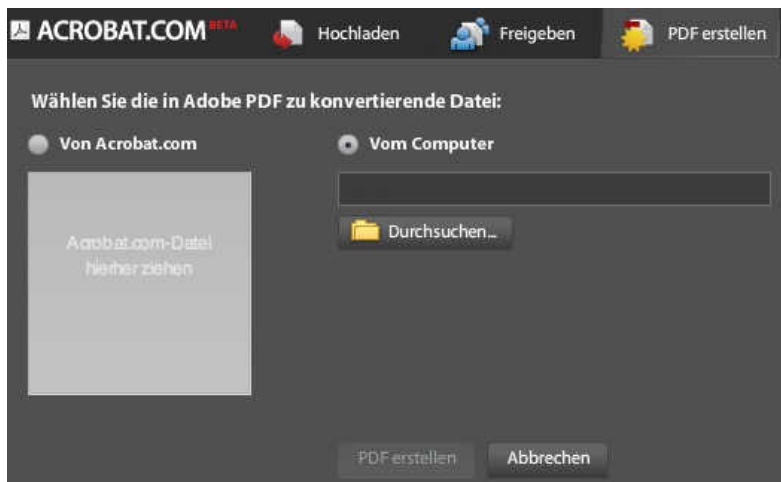 ACROBAT.COM BETA Hochladen Freigeben PDF erstellen
Wählen Sie die in Adobe PDF zu konvertierende Datei:
Von Acrobat.com Vom Computer
Durchsuchen...
Acrobat.com-Datei
hierher ziehen
PDF erstellen Abbrechen